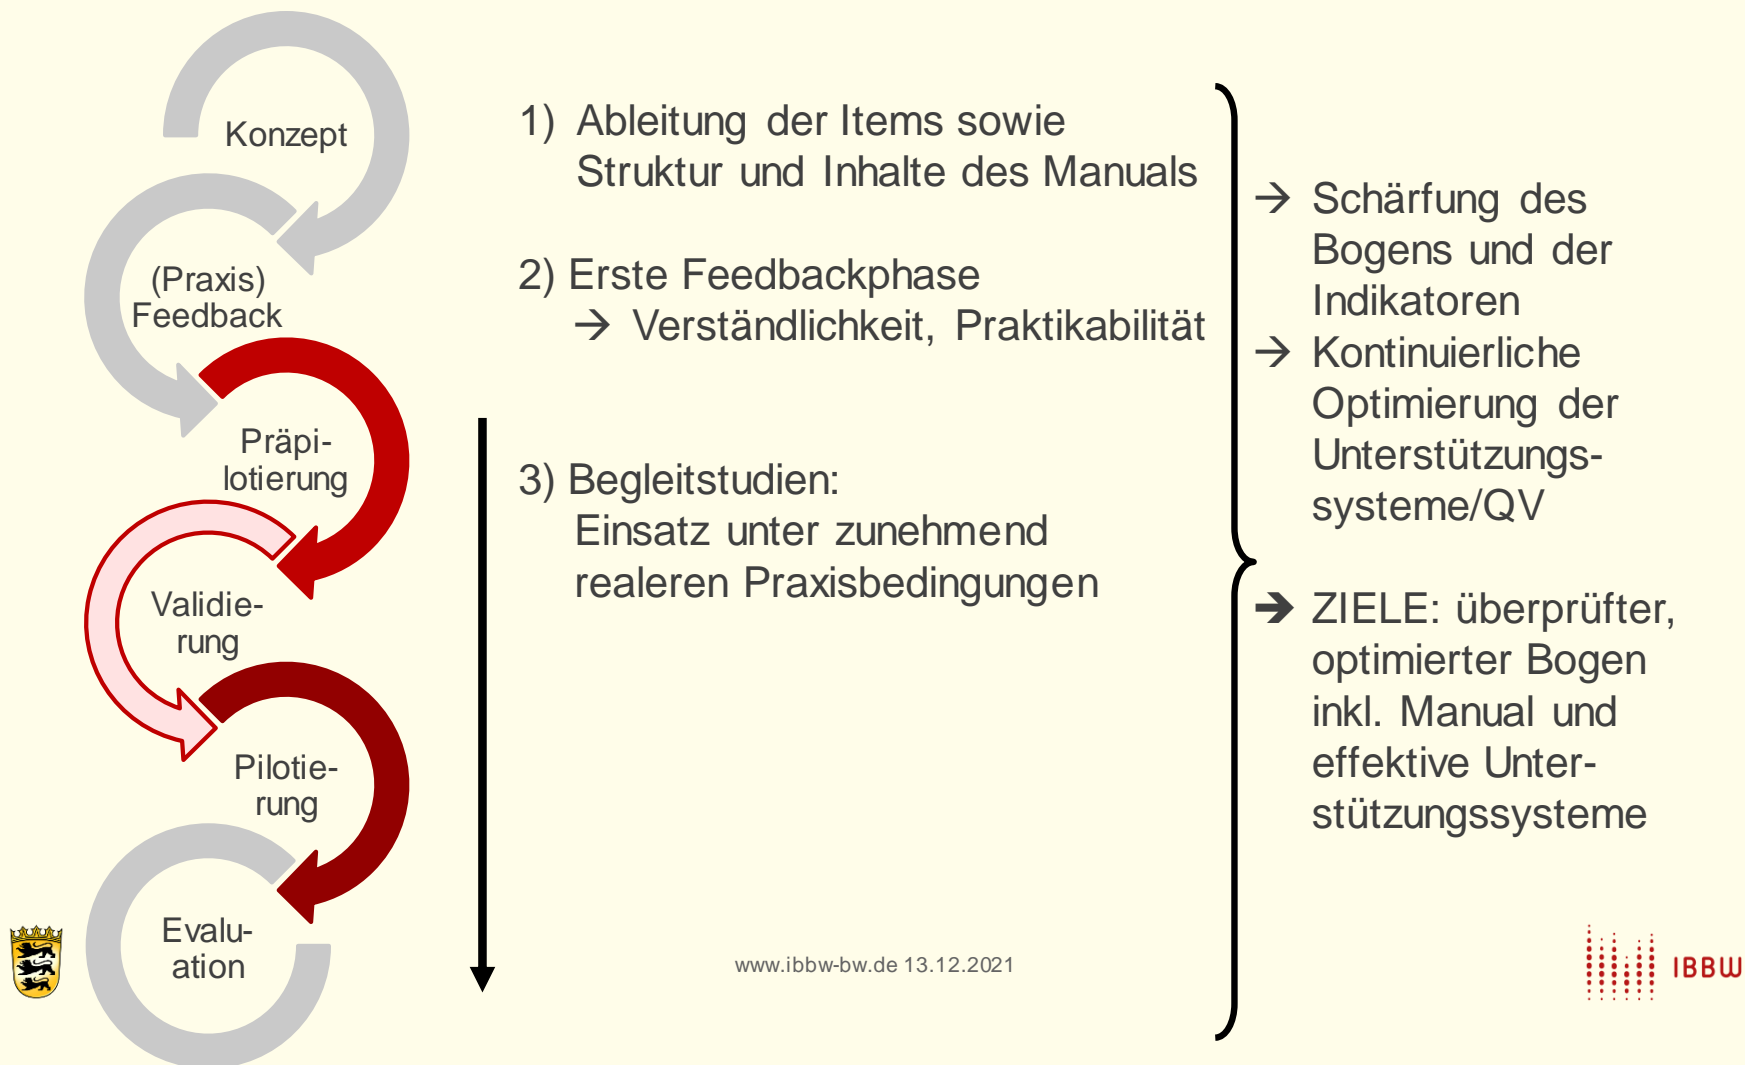 Konzept
(Praxis)
Feedback
Präpi-
lotierung
Validie-
rung
Pilotie-
rung
Evalu-
ation
1) Ableitung der Items sowie
Struktur und Inhalte des Manuals
2) Erste Feedbackphase
→ Verständlichkeit, Praktikabilität
3) Begleitstudien:
Einsatz unter zunehmend
realeren Praxisbedingungen
→ Schärfung des
Bogens und der
Indikatoren
→ Kontinuierliche
Optimierung der
Unterstützungs-
systeme/QV
→ ZIELE: überprüfter,
optimierter Bogen
inkl. Manual und
effektive Unter-
stützungssysteme
www.ibbw-bw.de 13.12.2021
IBBW